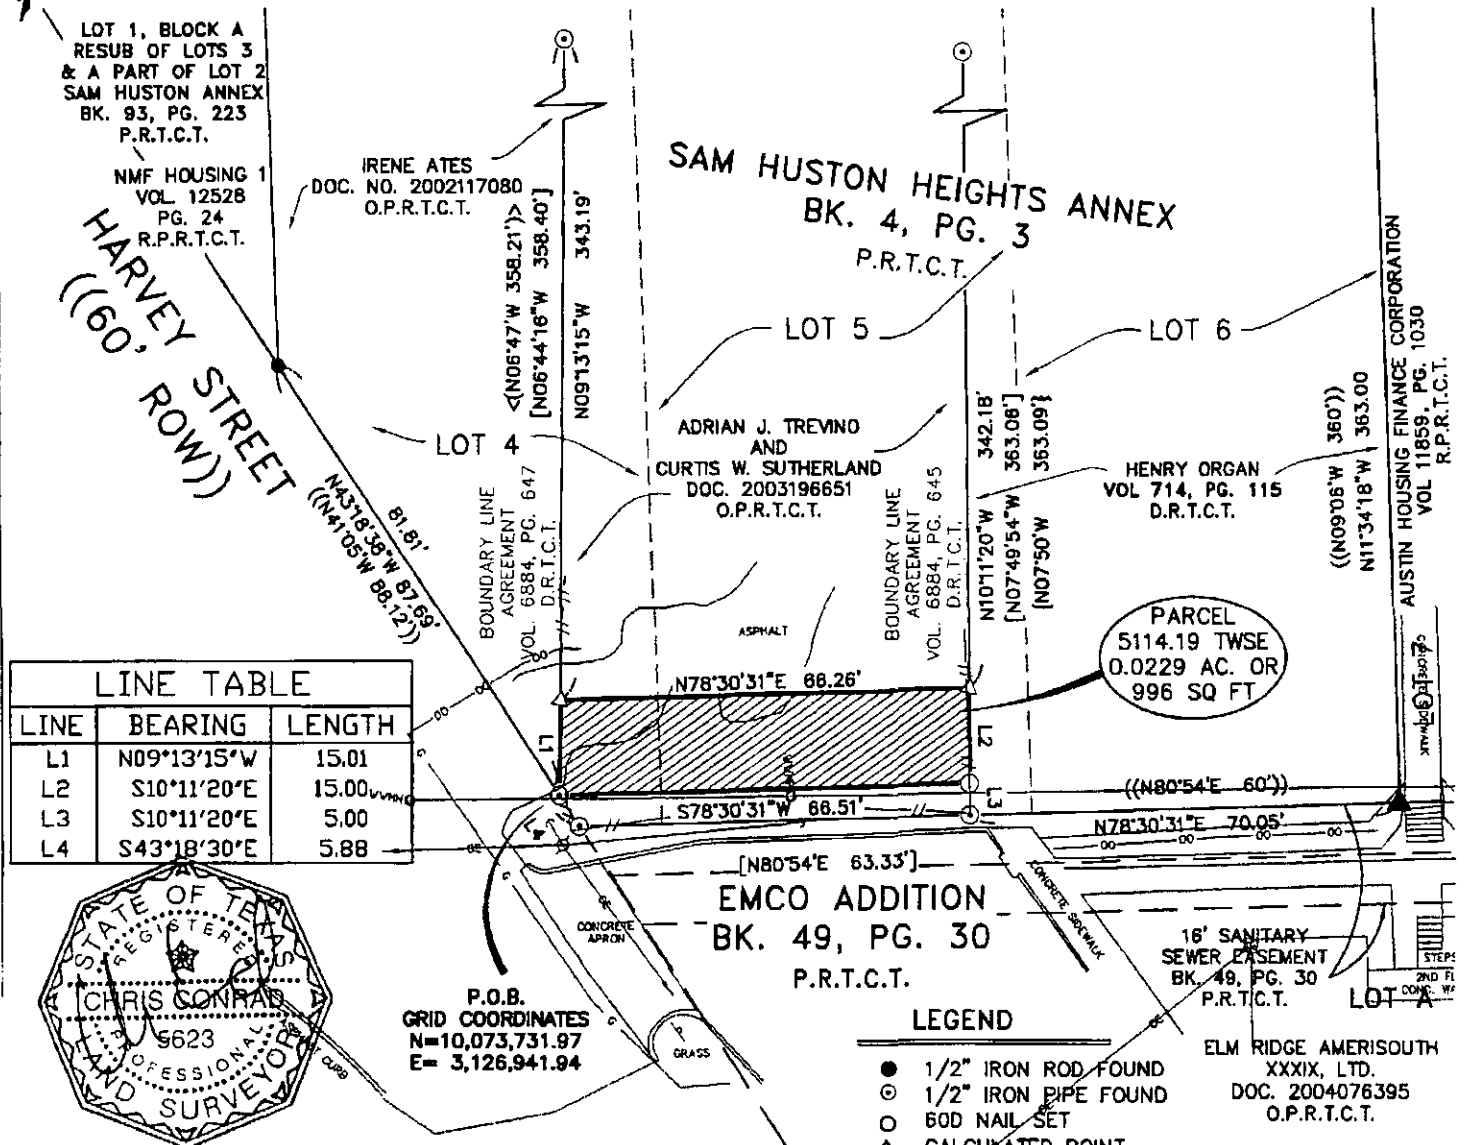 LOT 1, BLOCK A
RESUB OF LOTS 3
& A PART OF LOT 2
SAM HUSTON ANNEX
BK. 93, PG. 223
P.R.T.C.T.
NMF HOUSING 1
VOL 12528
PG. 24
R.P.R.T.C.T.
HARVEY STREET
((60' ROW))
IRENE ATES
DOC. NO. 2002117080
O.P.R.T.C.T.
<(N06°47'W 358.21')>
[N06°44'16"W 358.40']
N09°13'15"W 343.19'
SAM HUSTON HEIGHTS ANNEX
BK. 4, PG. 3
P.R.T.C.T.
LOT 4
LOT 5
LOT 6
81.81'
N43°18'38"W 87.69'
((N41°05'W 88.12'))
BOUNDARY LINE
AGREEMENT
VOL. 6884, PG. 647
D.R.T.C.T.
ADRIAN J. TREVINO
AND
CURTIS W. SUTHERLAND
DOC. 2003196651
O.P.R.T.C.T.
BOUNDARY LINE
AGREEMENT
VOL. 6884, PG. 645
D.R.T.C.T.
N10°11'20"W 342.18'
[N07°49'54"W 363.08']
{N07°50'W 363.09'}
HENRY ORGAN
VOL 714, PG. 115
D.R.T.C.T.
((N09°06'W 360'))
N11°34'18"W 363.00
AUSTIN HOUSING FINANCE CORPORATION
VOL 11859, PG. 1030
R.P.R.T.C.T.
ASPHALT
PARCEL
5114.19 TWSE
0.0229 AC. OR
996 SQ FT
CONCRETE SIDEWALK
N78°30'31"E 66.26'
L1
L2
L3
S78°30'31"W 66.51'
((N80°54'E 60'))
N78°30'31"E 70.05'
[N80°54'E 63.33']
LINE TABLE
LINE BEARING LENGTH
L1 N09°13'15"W 15.01
L2 S10°11'20"E 15.00
L3 S10°11'20"E 5.00
L4 S43°18'30"E 5.88
WVMH
STATE OF TEXAS
REGISTERED
CHRIS CONRAD
5623
PROFESSIONAL
LAND SURVEYOR
CURB
CONCRETE
APRON
EMCO ADDITION
BK. 49, PG. 30
P.R.T.C.T.
CONCRETE SIDEWALK
16' SANITARY
SEWER EASEMENT
BK. 49, PG. 30
P.R.T.C.T.
STEPS
2ND FL
CONC.
LOT A
P.O.B.
GRID COORDINATES
N=10,073,731.97
E= 3,126,941.94
GRASS
LEGEND
● 1/2" IRON ROD FOUND
⊙ 1/2" IRON PIPE FOUND
○ 60D NAIL SET
△ CALCULATED POINT
ELM RIDGE AMERISOUTH
XXXIX, LTD.
DOC. 2004076395
O.P.R.T.C.T.